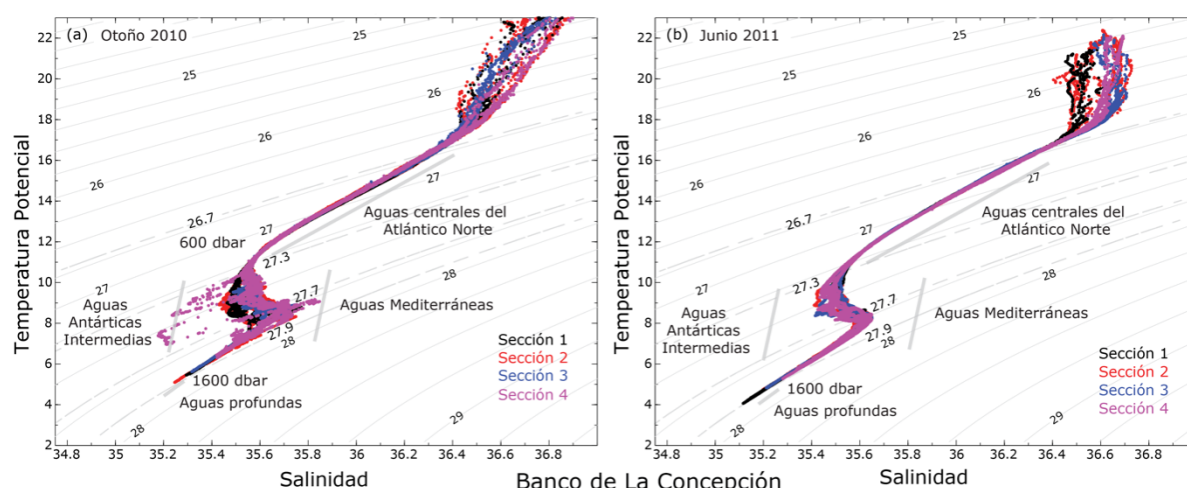 (a) Otoño 2010
22
20
18
16
14
12
10
8
6
4
2
Temperatura Potencial
25
25
26
26
26
26.7
27
27
600 dbar
27.3
27
28
27.7
27.9
28
28
29
Aguas centrales del
Atlántico Norte
Aguas
Antárticas
Intermedias
Aguas Mediterráneas
Sección 1
Sección 2
Sección 3
Sección 4
1600 dbar
Aguas profundas
34.8 35 35.2 35.4 35.6 35.8 36 36.2 36.4 36.6 36.8
Salinidad
(b) Junio 2011
22
20
18
16
14
12
10
8
6
4
2
Temperatura Potencial
25
25
26
26
26
26.7
27
27
27.3
27
28
27.7
27.9
28
28
29
Aguas centrales del
Atlántico Norte
Aguas
Antárticas
Intermedias
Aguas Mediterráneas
Sección 1
Sección 2
Sección 3
Sección 4
1600 dbar
Aguas profundas
34.8 35 35.2 35.4 35.6 35.8 36 36.2 36.4 36.6 36.8
Salinidad
Banco de La Concepción